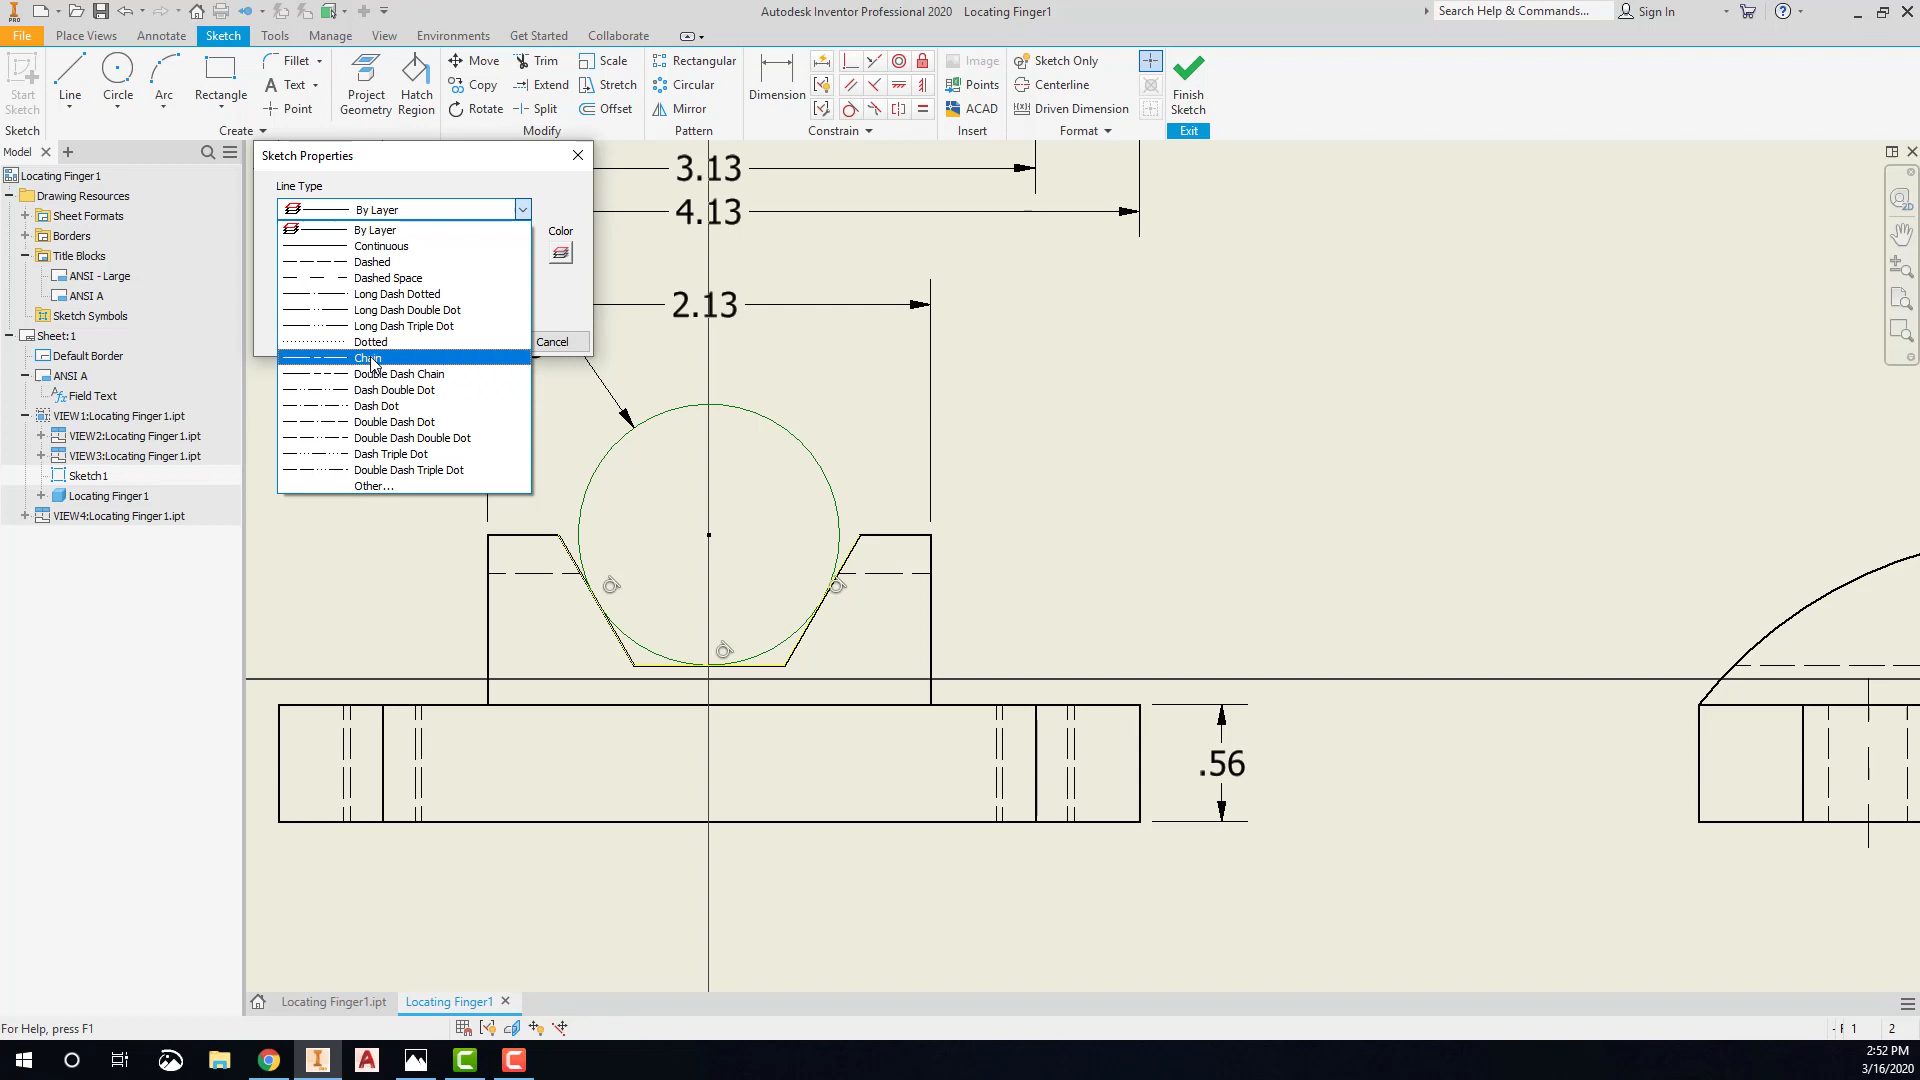 PRO
Autodesk Inventor Professional 2020 Locating Finger1
Search Help & Commands...
Sign In
File
Place Views
Annotate
Sketch
Tools
Manage
View
Environments
Get Started
Collaborate
Start Sketch
Line
Circle
Arc
Rectangle
Fillet
Text
Point
Project Geometry
Hatch Region
Move
Copy
Rotate
Trim
Extend
Split
Scale
Stretch
Offset
Rectangular
Circular
Mirror
Dimension
Image
Points
ACAD
Sketch Only
Centerline
Driven Dimension
Finish Sketch
Sketch
Create
Modify
Pattern
Constrain
Insert
Format
Exit
Model
Locating Finger1
Drawing Resources
Sheet Formats
Borders
Title Blocks
ANSI - Large
ANSI A
Sketch Symbols
Sheet:1
Default Border
ANSI A
Field Text
VIEW1:Locating Finger1.ipt
VIEW2:Locating Finger1.ipt
VIEW3:Locating Finger1.ipt
Sketch1
Locating Finger1
VIEW4:Locating Finger1.ipt
Sketch Properties
Line Type
By Layer
By Layer
Continuous
Dashed
Dashed Space
Long Dash Dotted
Long Dash Double Dot
Long Dash Triple Dot
Dotted
Chain
Double Dash Chain
Dash Double Dot
Dash Dot
Double Dash Dot
Double Dash Double Dot
Dash Triple Dot
Double Dash Triple Dot
Other...
Color
Cancel
3.13
4.13
2.13
.56
2D
Locating Finger1.ipt
Locating Finger1
For Help, press F1
1
2
2:52 PM
3/16/2020